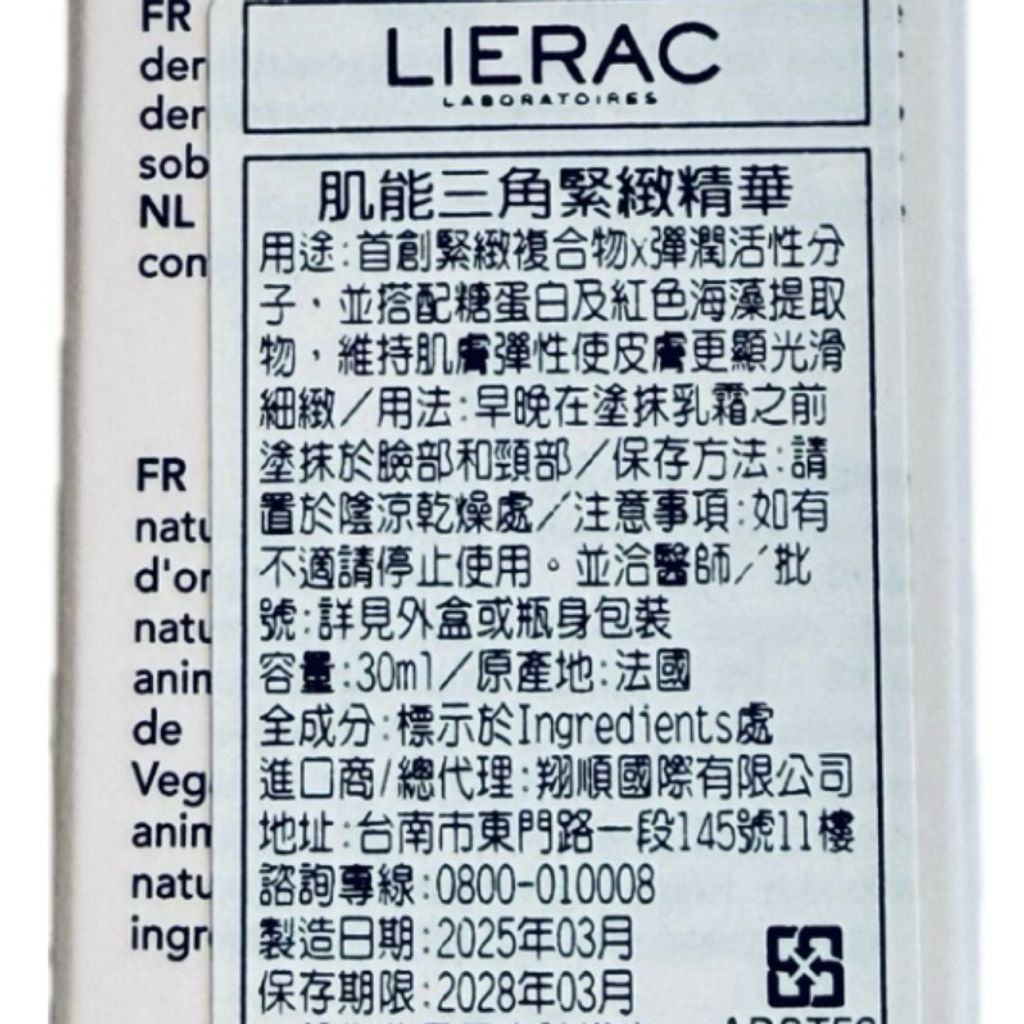 FR
der
der
sob
NL
con
FR
natu
d'or
natu
anim
de
Veg
anim
natu
ingr
LIERAC
LABORATOIRES
肌能三角緊緻精華
用途:首創緊緻複合物x彈潤活性分
子，並搭配糖蛋白及紅色海藻提取
物，維持肌膚彈性使皮膚更顯光滑
細緻／用法:早晚在塗抹乳霜之前
塗抹於臉部和頸部／保存方法:請
置於陰涼乾燥處／注意事項:如有
不適請停止使用。並洽醫師／批
號:詳見外盒或瓶身包裝
容量:30ml／原產地:法國
全成分:標示於Ingredients處
進口商/總代理:翔順國際有限公司
地址:台南市東門路一段145號11樓
諮詢專線:0800-010008
製造日期:2025年03月
保存期限:2028年03月